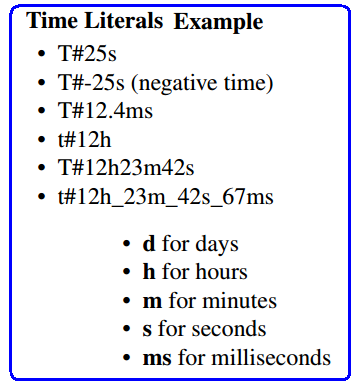 Time Literals Example
• T#25s
• T#-25s (negative time)
• T#12.4ms
• t#12h
• T#12h23m42s
• t#12h_23m_42s_67ms
• d for days
• h for hours
• m for minutes
• s for seconds
• ms for milliseconds